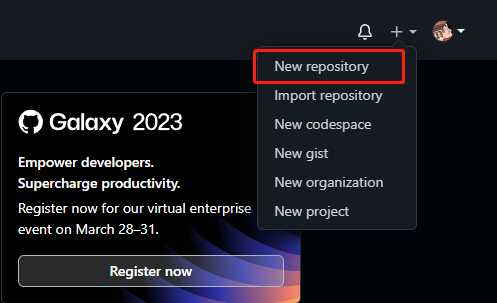 New repository
Import repository
New codespace
New gist
New organization
New project
Galaxy 2023
Empower developers.
Supercharge productivity.
Register now for our virtual enterprise
event on March 28–31.
Register now